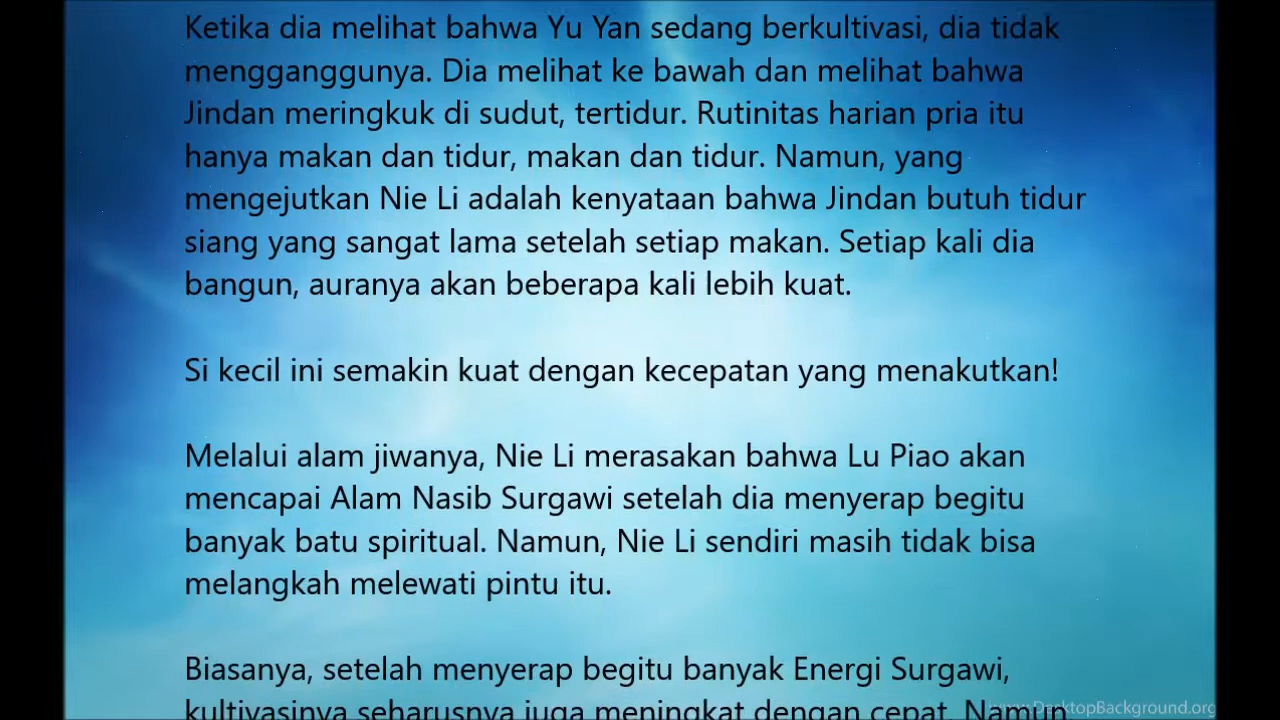 Ketika dia melihat bahwa Yu Yan sedang berkultivasi, dia tidak
mengganggunya. Dia melihat ke bawah dan melihat bahwa
Jindan meringkuk di sudut, tertidur. Rutinitas harian pria itu
hanya makan dan tidur, makan dan tidur. Namun, yang
mengejutkan Nie Li adalah kenyataan bahwa Jindan butuh tidur
siang yang sangat lama setelah setiap makan. Setiap kali dia
bangun, auranya akan beberapa kali lebih kuat.
Si kecil ini semakin kuat dengan kecepatan yang menakutkan!
Melalui alam jiwanya, Nie Li merasakan bahwa Lu Piao akan
mencapai Alam Nasib Surgawi setelah dia menyerap begitu
banyak batu spiritual. Namun, Nie Li sendiri masih tidak bisa
melangkah melewati pintu itu.
Biasanya, setelah menyerap begitu banyak Energi Surgawi,
kultivasinya seharusnya juga meningkat dengan cepat. Namun
www.DesktopBackground.org